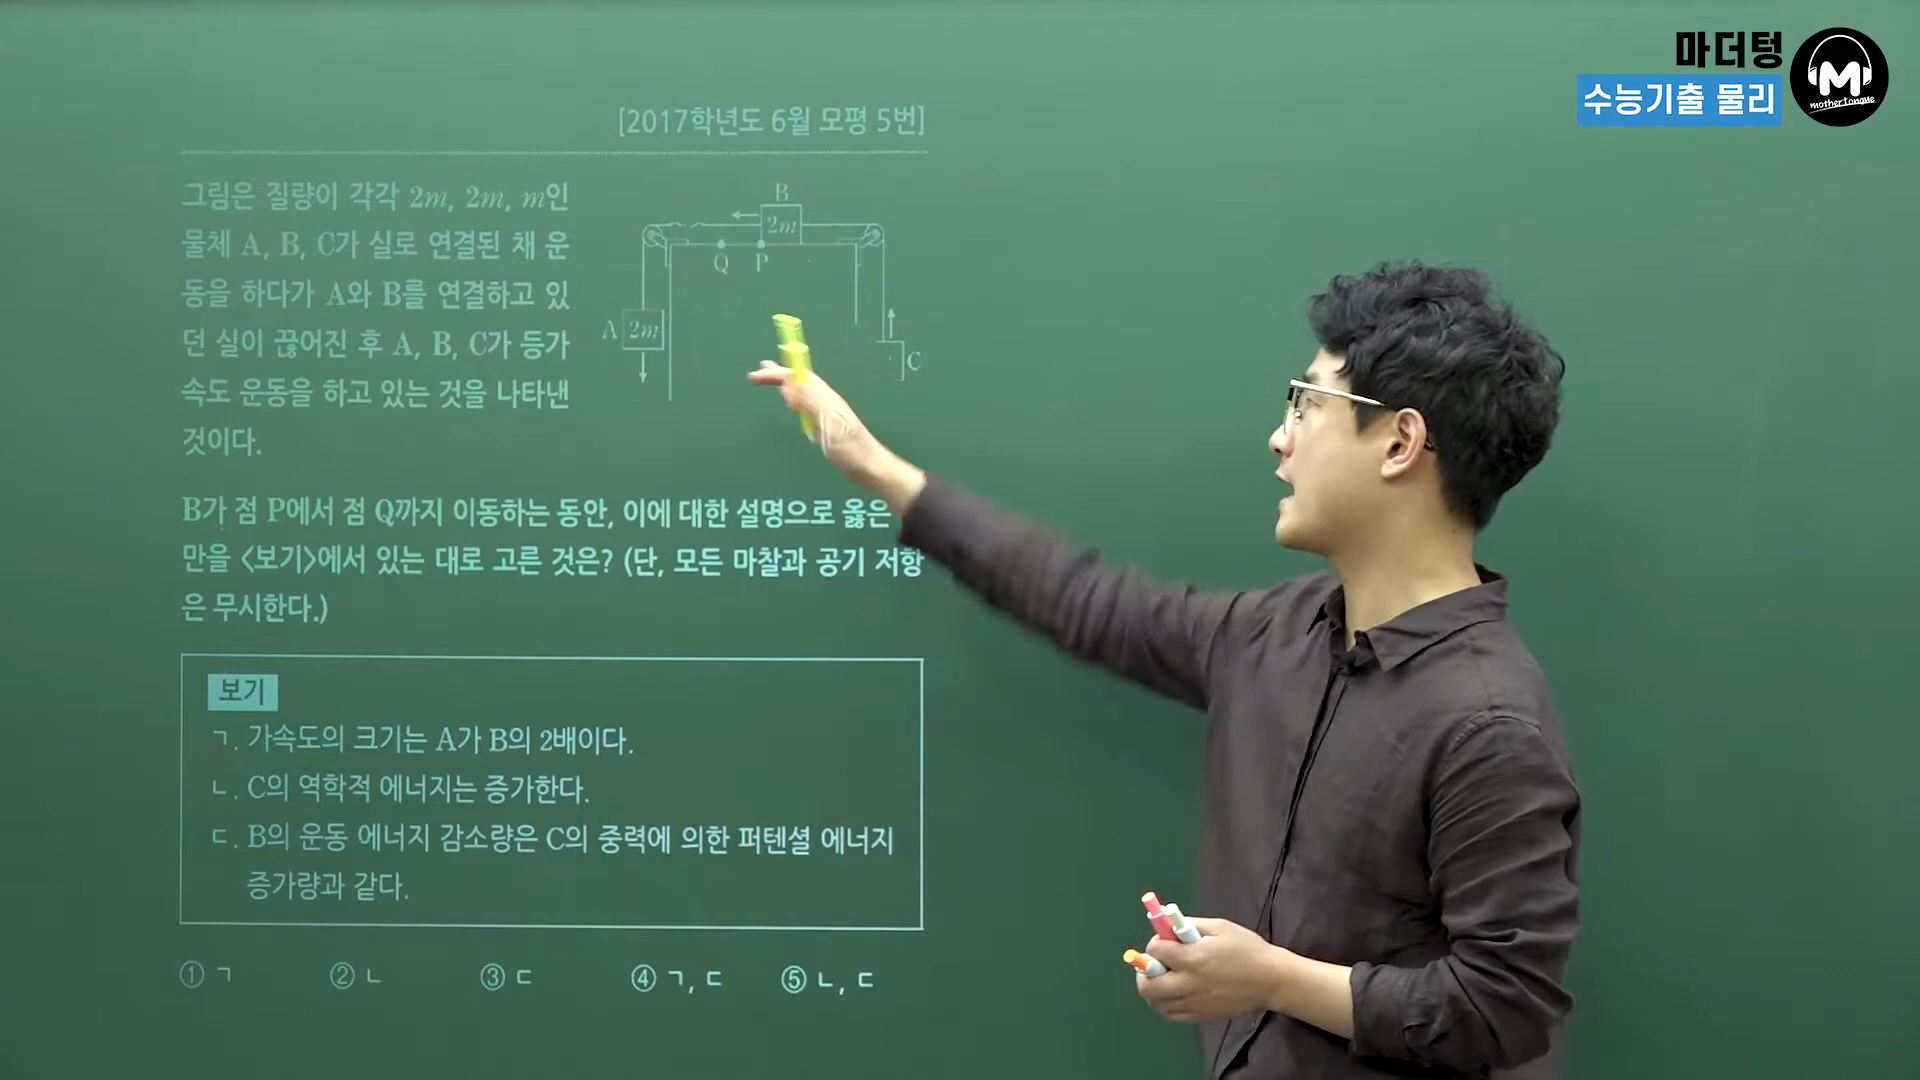 마더텅
수능기출 물리
M
mothertongue
[2017학년도 6월 모평 5번]
그림은 질량이 각각 2m, 2m, m인
물체 A, B, C가 실로 연결된 채 운
동을 하다가 A와 B를 연결하고 있
던 실이 끊어진 후 A, B, C가 등가
속도 운동을 하고 있는 것을 나타낸
것이다.
B
2m
Q P
A 2m
C
B가 점 P에서 점 Q까지 이동하는 동안, 이에 대한 설명으로 옳은
만을 <보기>에서 있는 대로 고른 것은? (단, 모든 마찰과 공기 저항
은 무시한다.)
보기
ㄱ. 가속도의 크기는 A가 B의 2배이다.
ㄴ. C의 역학적 에너지는 증가한다.
ㄷ. B의 운동 에너지 감소량은 C의 중력에 의한 퍼텐셜 에너지
증가량과 같다.
① ㄱ ② ㄴ ③ ㄷ ④ ㄱ, ㄷ ⑤ ㄴ, ㄷ